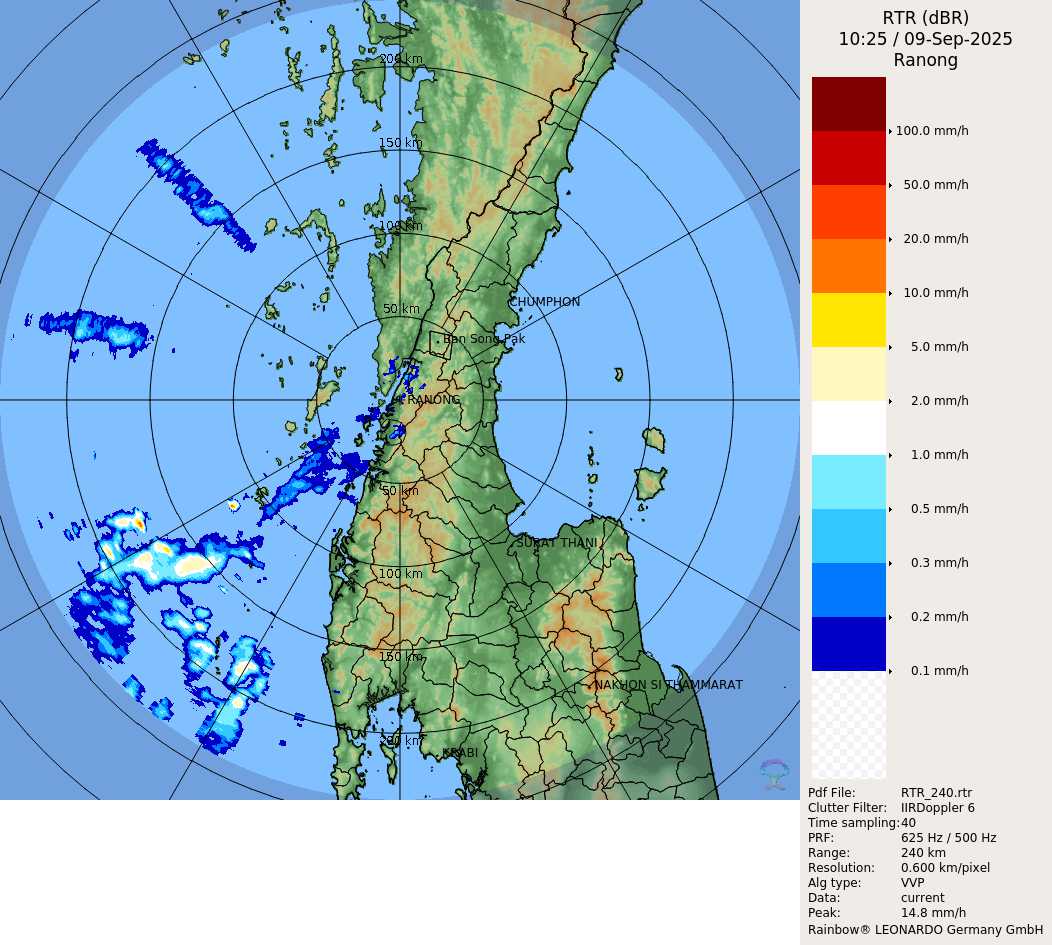 RTR (dBR)
10:25 / 09-Sep-2025
Ranong
200 km
150 km
100 km
50 km
CHUMPHON
Ban Song Pak
RANONG
50 km
SURAT THANI
100 km
150 km
NAKHON SI THAMMARAT
200 km
KRABI
100.0 mm/h
50.0 mm/h
20.0 mm/h
10.0 mm/h
5.0 mm/h
2.0 mm/h
1.0 mm/h
0.5 mm/h
0.3 mm/h
0.2 mm/h
0.1 mm/h
Pdf File: RTR_240.rtr
Clutter Filter: IIRDoppler 6
Time sampling:40
PRF: 625 Hz / 500 Hz
Range: 240 km
Resolution: 0.600 km/pixel
Alg type: VVP
Data: current
Peak: 14.8 mm/h
Rainbow® LEONARDO Germany GmbH